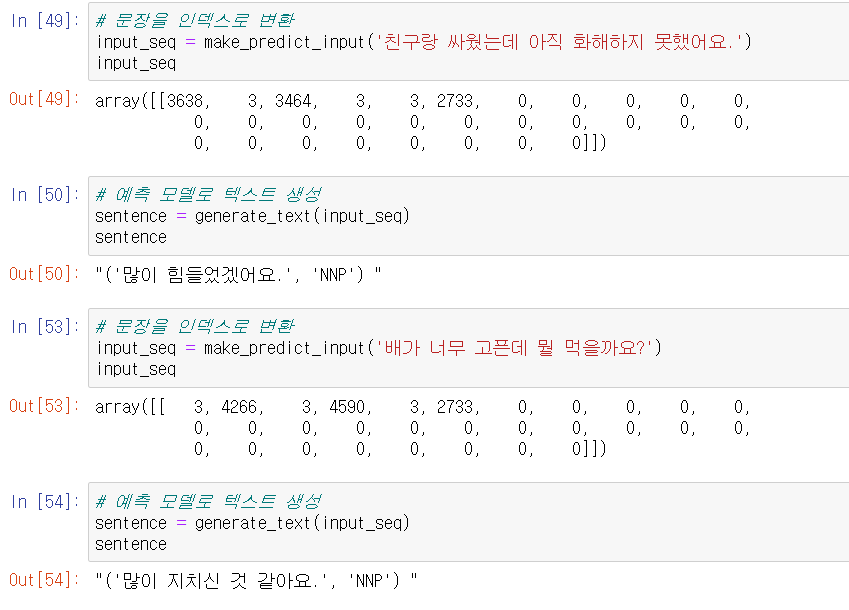 In [49]: # 문장을 인덱스로 변환
input_seq = make_predict_input('친구랑 싸웠는데 아직 화해하지 못했어요.')
input_seq
Out[49]: array([[3638,    3, 3464,    3,    3, 2733,    0,    0,    0,    0,    0,
0,    0,    0,    0,    0,    0,    0,    0,    0,    0,    0,
0,    0,    0,    0,    0,    0,    0,    0]])
In [50]: # 예측 모델로 텍스트 생성
sentence = generate_text(input_seq)
sentence
Out[50]: "('많이 힘들었겠어요.', 'NNP') "
In [53]: # 문장을 인덱스로 변환
input_seq = make_predict_input('배가 너무 고픈데 뭘 먹을까요?')
input_seq
Out[53]: array([[   3, 4266,    3, 4590,    3, 2733,    0,    0,    0,    0,    0,
0,    0,    0,    0,    0,    0,    0,    0,    0,    0,    0,
0,    0,    0,    0,    0,    0,    0,    0]])
In [54]: # 예측 모델로 텍스트 생성
sentence = generate_text(input_seq)
sentence
Out[54]: "('많이 지치신 것 같아요.', 'NNP') "